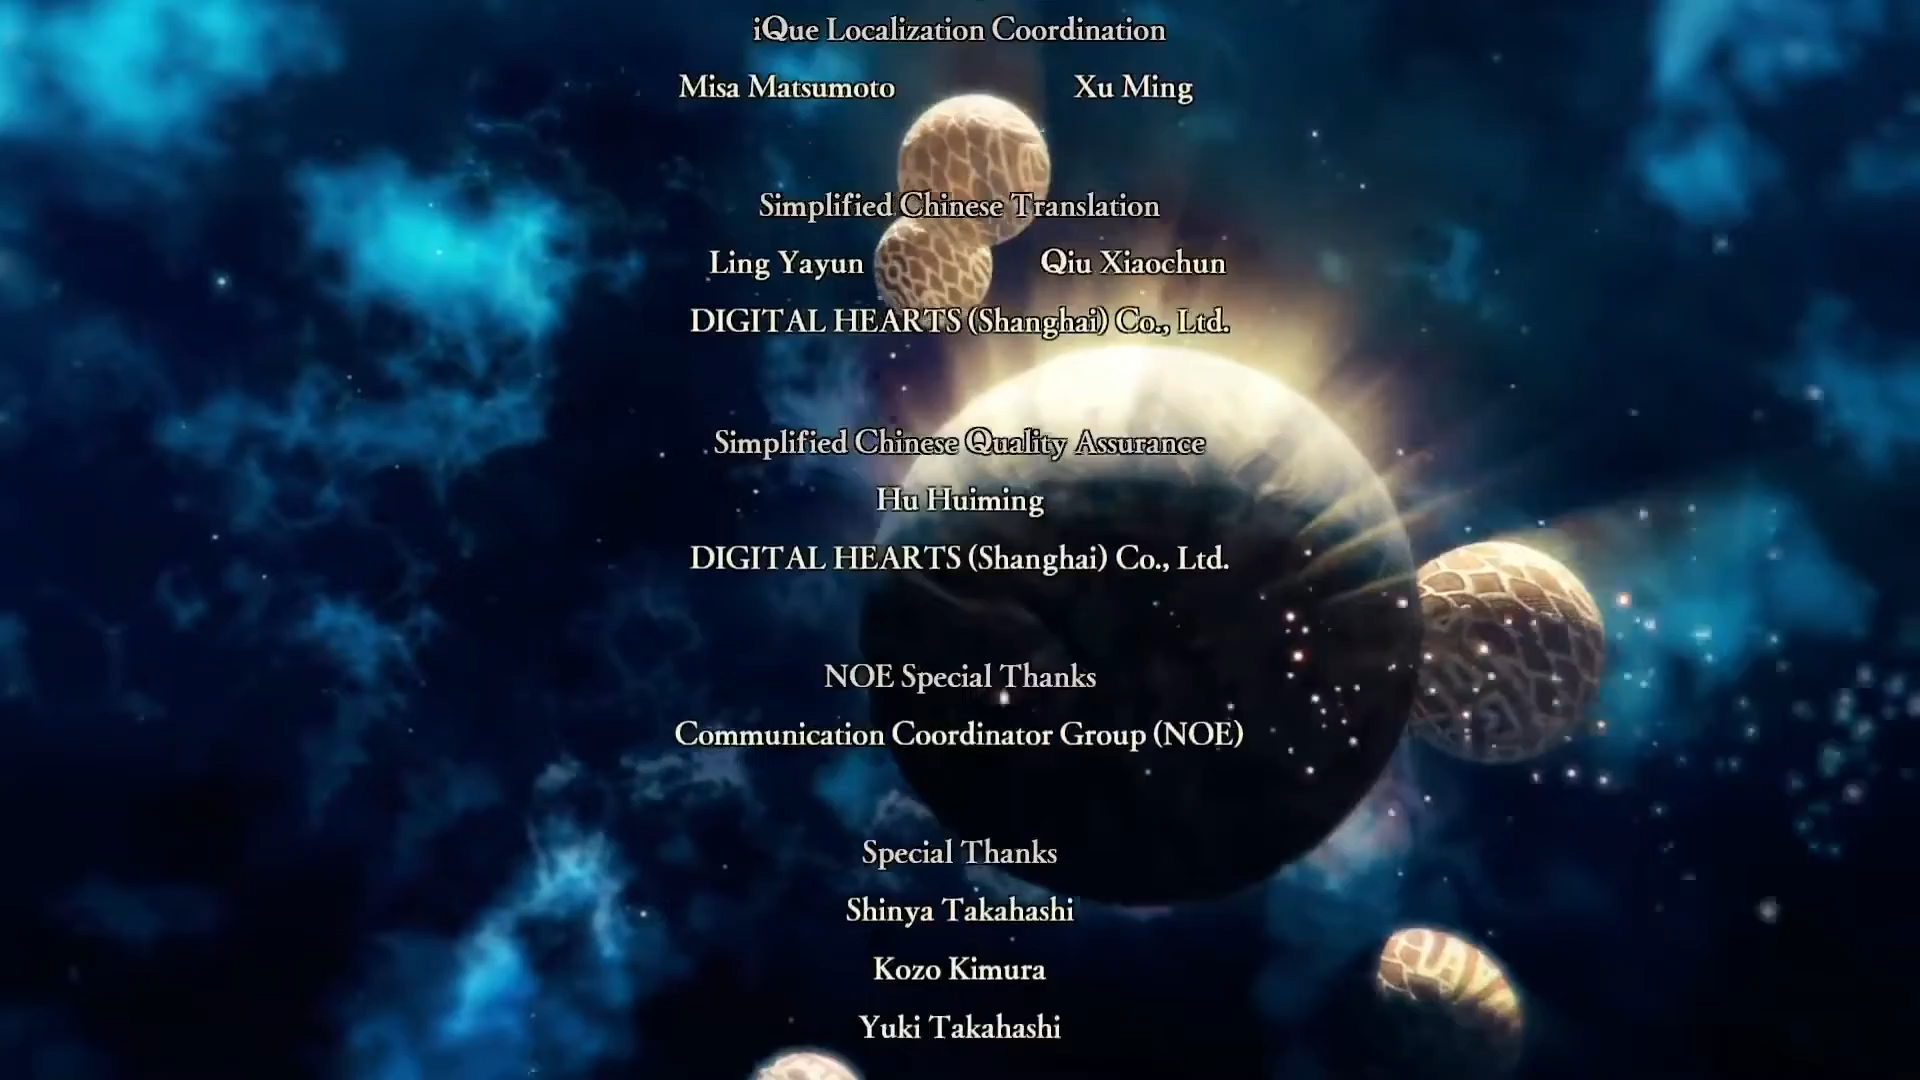 iQue Localization Coordination
Misa Matsumoto Xu Ming
Simplified Chinese Translation
Ling Yayun Qiu Xiaochun
DIGITAL HEARTS (Shanghai) Co., Ltd.
Simplified Chinese Quality Assurance
Hu Huiming
DIGITAL HEARTS (Shanghai) Co., Ltd.
NOE Special Thanks
Communication Coordinator Group (NOE)
Special Thanks
Shinya Takahashi
Kozo Kimura
Yuki Takahashi